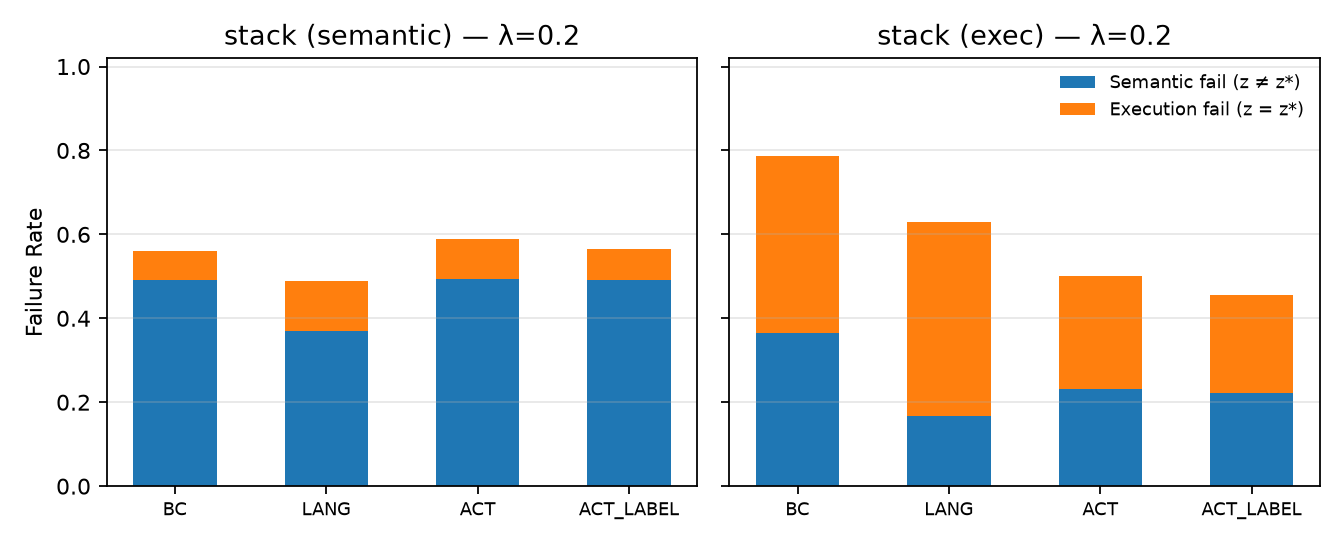 stack (semantic) — λ=0.2
stack (exec) — λ=0.2
Failure Rate
1.0
0.8
0.6
0.4
0.2
0.0
Semantic fail (z ≠ z*)
Execution fail (z = z*)
BC LANG ACT ACT_LABEL
BC LANG ACT ACT_LABEL